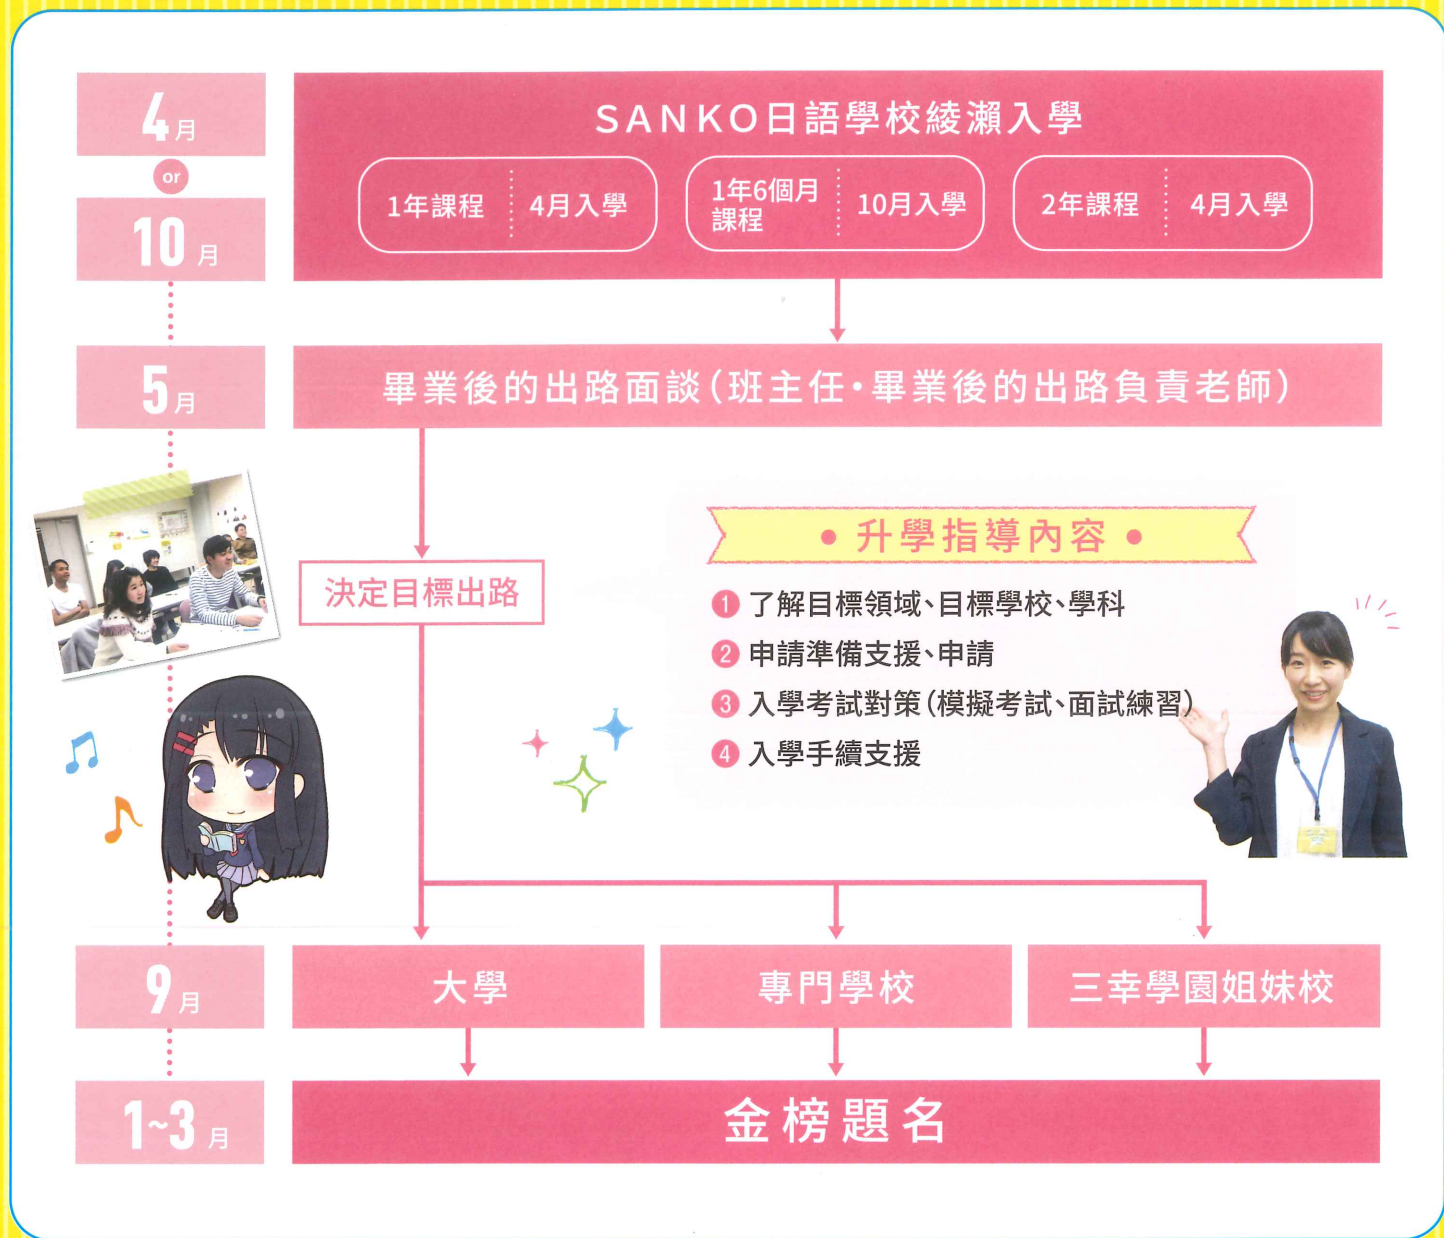 4月
or
10月
SANKO日語學校綾瀨入學
1年課程 4月入學
1年6個月
課程
10月入學
2年課程 4月入學
5月
畢業後的出路面談(班主任・畢業後的出路負責老師)
決定目標出路
• 升學指導內容 •
1 了解目標領域、目標學校、學科
2 申請準備支援、申請
3 入學考試對策(模擬考試、面試練習)
4 入學手續支援
9月
大學
專門學校
三幸學園姐妹校
1~3月
金榜題名